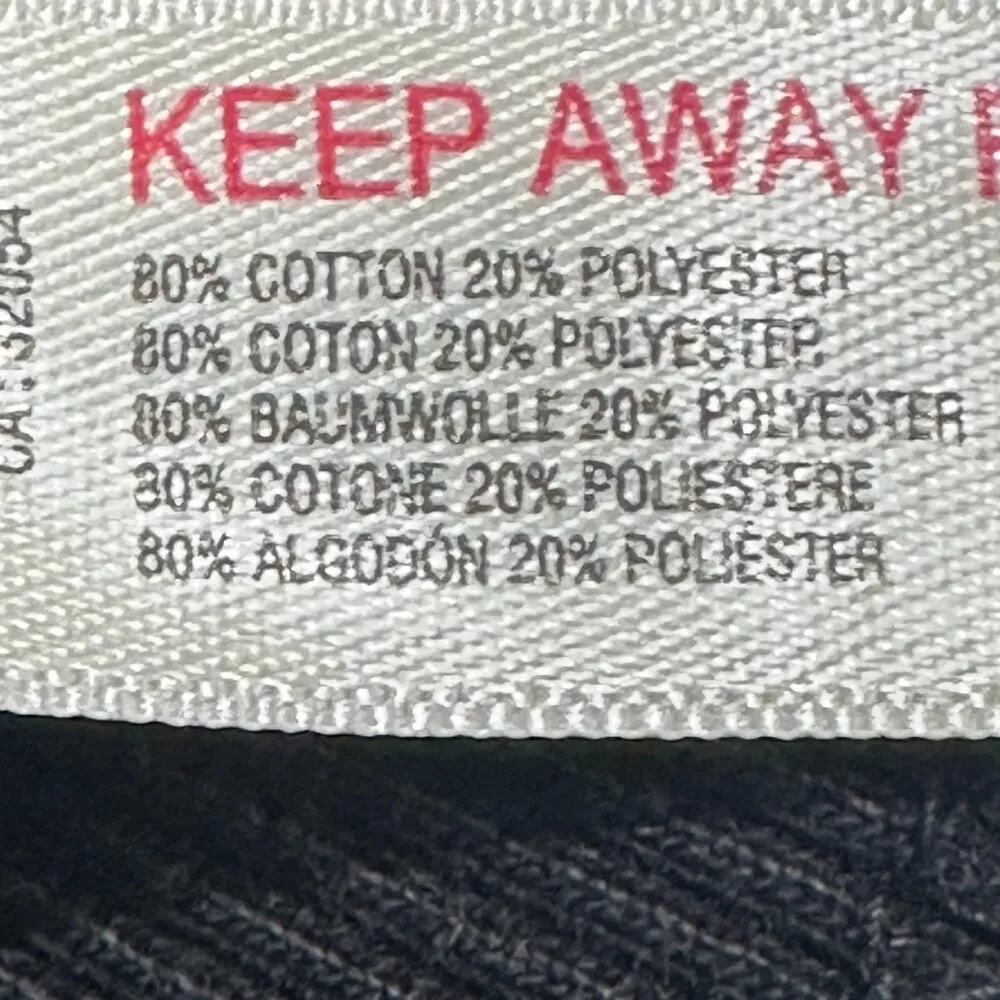 KEEP AWAY
80% COTTON 20% POLYESTER
80% COTON 20% POLYESTER
80% BAUMWOLLE 20% POLYESTER
80% COTONE 20% POLIESTERE
80% ALGODÓN 20% POLIÉSTER